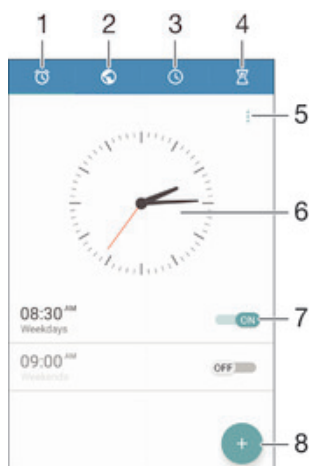 1 2 3 4
5
6
08:30 AM
Weekdays
ON
7
09:00 AM
Weekends
OFF
8